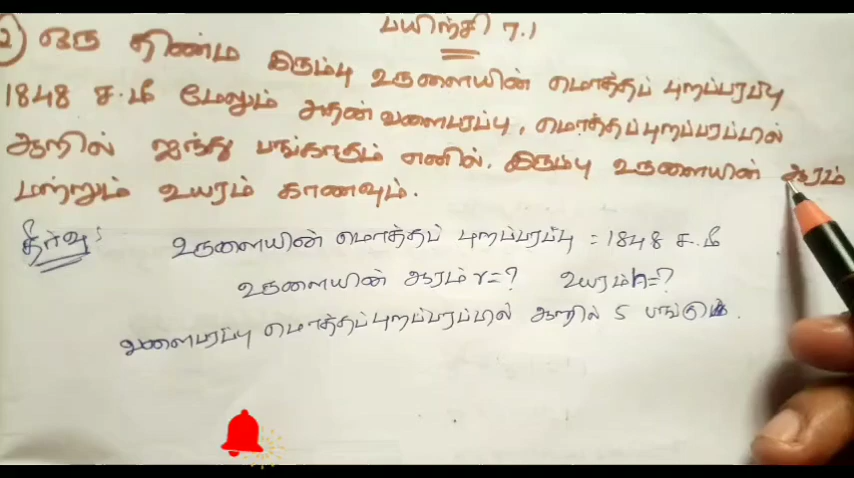 பயிற்சி 7.1
2) ஒரு திண்ம இரும்பு உருளையின் மொத்தப் புறப்பரப்பு
1848 ச.மீ மேலும் அதன் வளைபரப்பு, மொத்தப்புறப்பரப்பில்
ஆறில் ஐந்து பங்காகும் எனில், இரும்பு உருளையின் ஆரம்
மற்றும் உயரம் காணவும்.
தீர்வு: உருளையின் மொத்தப் புறப்பரப்பு = 1848 ச.மீ
உருளையின் ஆரம் r=? உயரம் h=?
வளைபரப்பு மொத்தப்புறப்பரப்பில் ஆறில் 5 பங்கு.